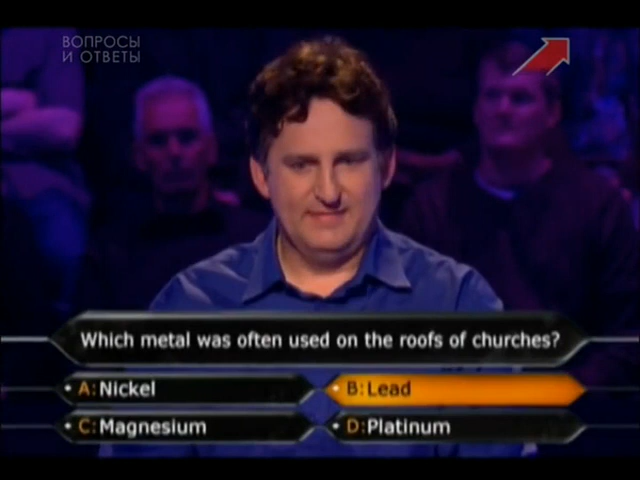 ВОПРОСЫ
И ОТВЕТЫ
Which metal was often used on the roofs of churches?
A: Nickel
B: Lead
C: Magnesium
D: Platinum